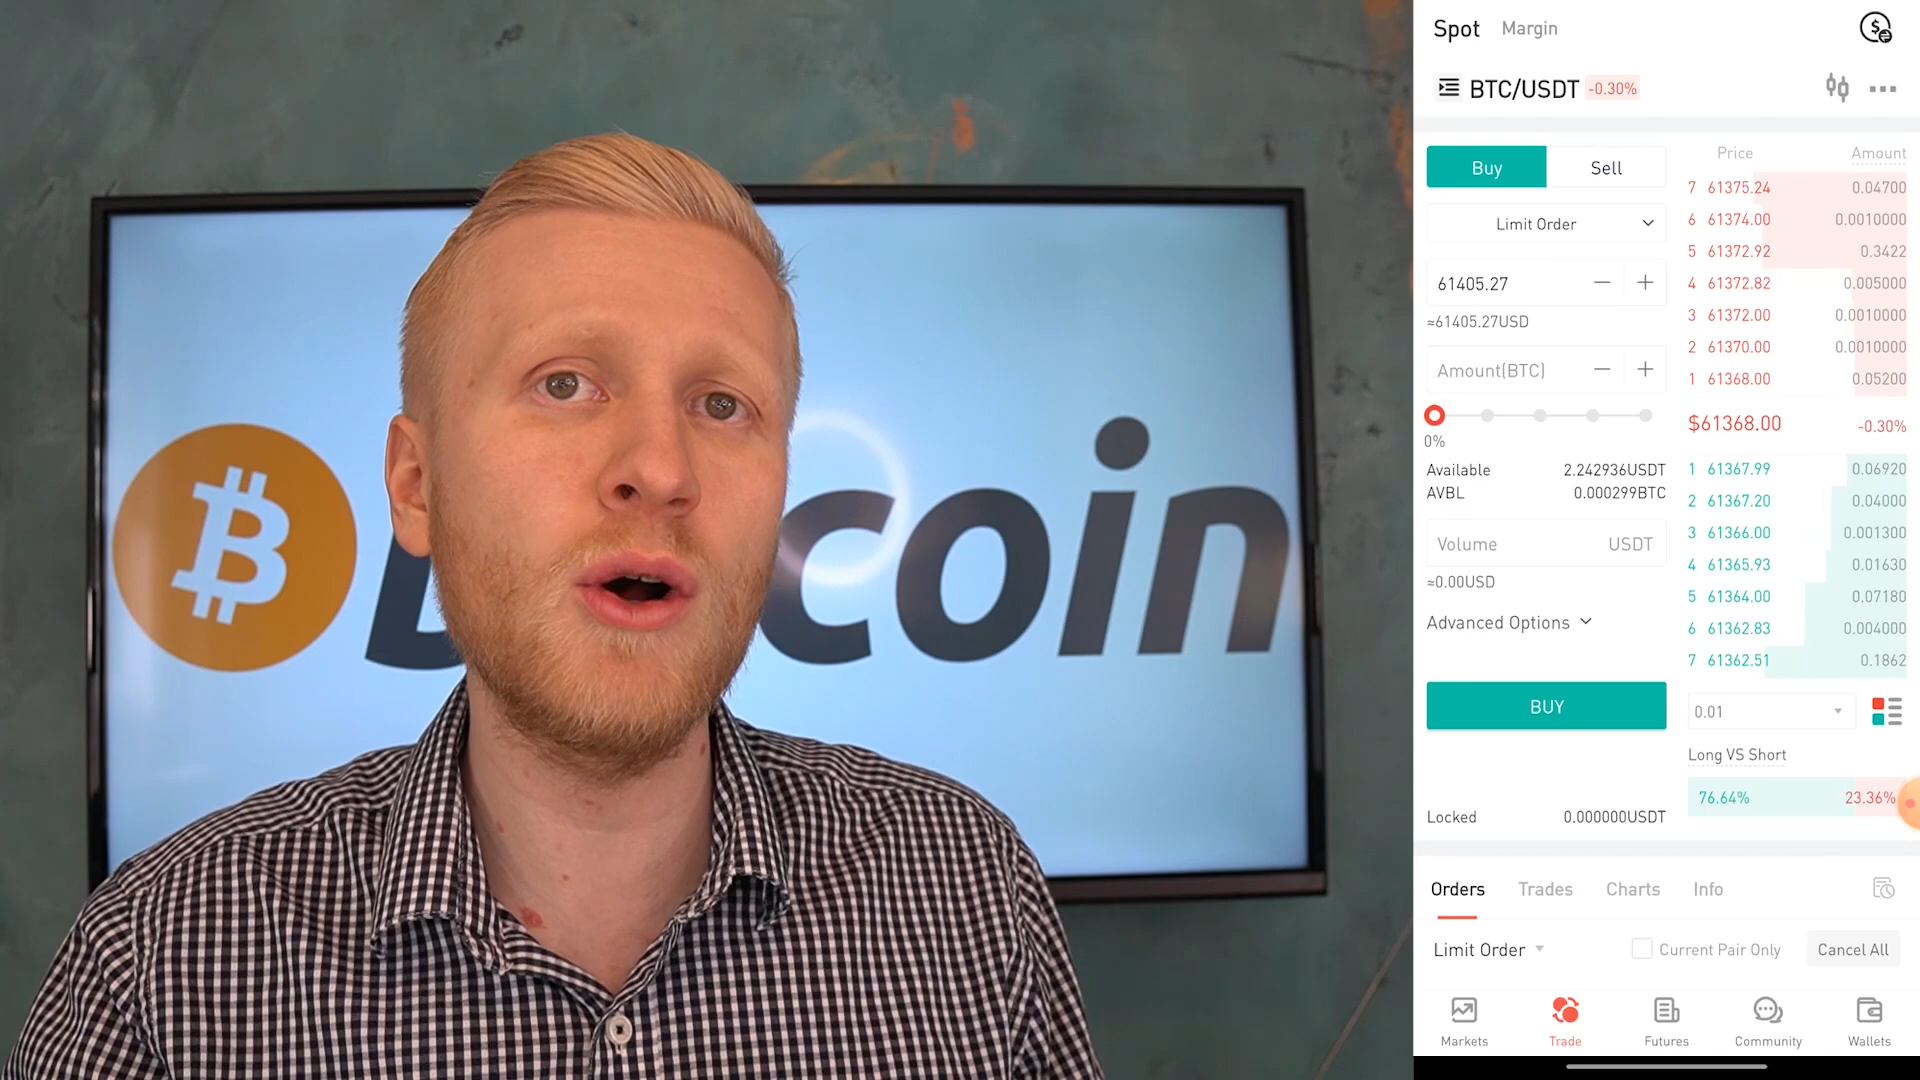 Bitcoin
Spot Margin
BTC/USDT -0.30%
Buy Sell
Limit Order
61405.27
≈61405.27USD
Amount(BTC)
0%
Available 2.242936USDT
AVBL 0.000299BTC
Volume USDT
≈0.00USD
Advanced Options
BUY
Locked 0.000000USDT
Price Amount
7 61375.24 0.04700
6 61374.00 0.0010000
5 61372.92 0.3422
4 61372.82 0.005000
3 61372.00 0.0010000
2 61370.00 0.0010000
1 61368.00 0.05200
$61368.00 -0.30%
1 61367.99 0.06920
2 61367.20 0.04000
3 61366.00 0.001300
4 61365.93 0.01630
5 61364.00 0.07180
6 61362.83 0.004000
7 61362.51 0.1862
0.01
Long VS Short
76.64% 23.36%
Orders Trades Charts Info
Limit Order Current Pair Only Cancel All
Markets Trade Futures Community Wallets